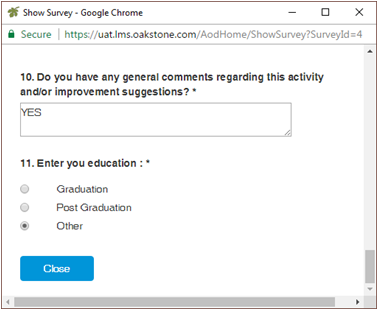 Show Survey - Google Chrome
Secure | https://uat.lms.oakstone.com/AodHome/ShowSurvey?SurveyId=4
10. Do you have any general comments regarding this activity
and/or improvement suggestions? *
YES
11. Enter you education : *
Graduation
Post Graduation
Other
Close